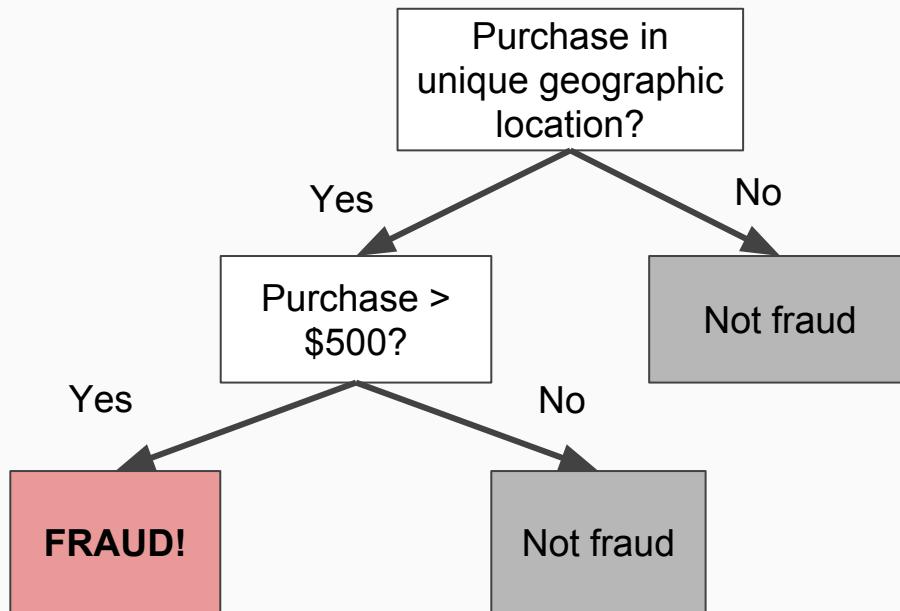 Purchase in
unique geographic
location?
Yes
No
Purchase >
$500?
Not fraud
Yes
No
FRAUD!
Not fraud